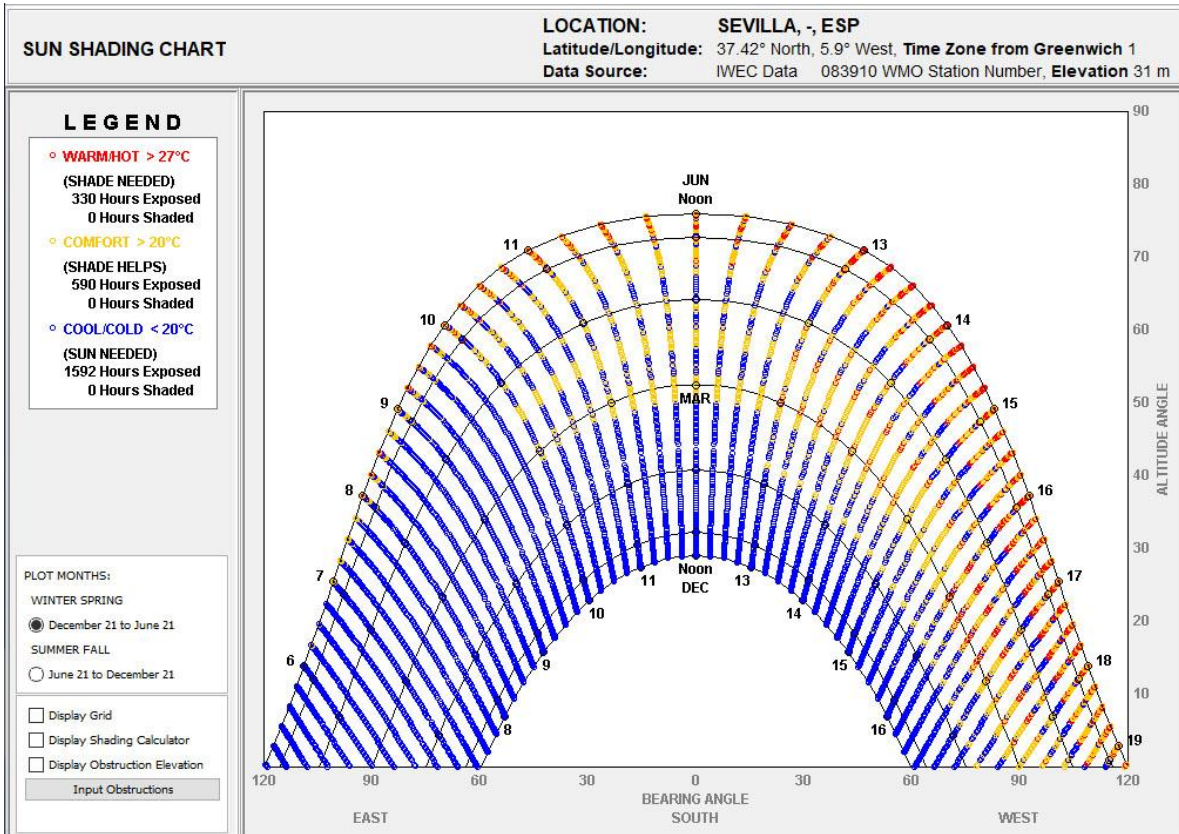 SUN SHADING CHART
LOCATION: SEVILLA, -, ESP
Latitude/Longitude: 37.42° North, 5.9° West, Time Zone from Greenwich 1
Data Source: IWEC Data 083910 WMO Station Number, Elevation 31 m
LEGEND
WARM/HOT > 27°C
(SHADE NEEDED)
330 Hours Exposed
0 Hours Shaded
COMFORT > 20°C
(SHADE HELPS)
590 Hours Exposed
0 Hours Shaded
COOL/COLD < 20°C
(SUN NEEDED)
1592 Hours Exposed
0 Hours Shaded
PLOT MONTHS:
WINTER SPRING
December 21 to June 21
SUMMER FALL
June 21 to December 21
Display Grid
Display Shading Calculator
Display Obstruction Elevation
Input Obstructions
90
80
70
60
50
40
30
20
10
ALTITUDE ANGLE
JUN
Noon
11 13
10 14
9 15
8 16
7 17
6 18
19
MAR
Noon
DEC
11 13
10 14
9 15
8 16
120 90 60 30 0 30 60 90 120
BEARING ANGLE
EAST SOUTH WEST